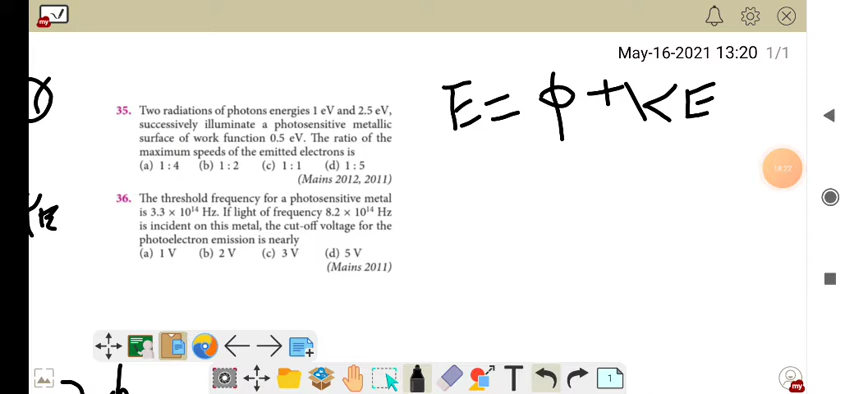 my
May-16-2021 13:20 1/1
E = φ + KE
35. Two radiations of photons energies 1 eV and 2.5 eV,
successively illuminate a photosensitive metallic
surface of work function 0.5 eV. The ratio of the
maximum speeds of the emitted electrons is
(a) 1 : 4 (b) 1 : 2 (c) 1 : 1 (d) 1 : 5
(Mains 2012, 2011)
36. The threshold frequency for a photosensitive metal
is 3.3 × 10¹⁴ Hz. If light of frequency 8.2 × 10¹⁴ Hz
is incident on this metal, the cut-off voltage for the
photoelectron emission is nearly
(a) 1 V (b) 2 V (c) 3 V (d) 5 V
(Mains 2011)
T
1
my